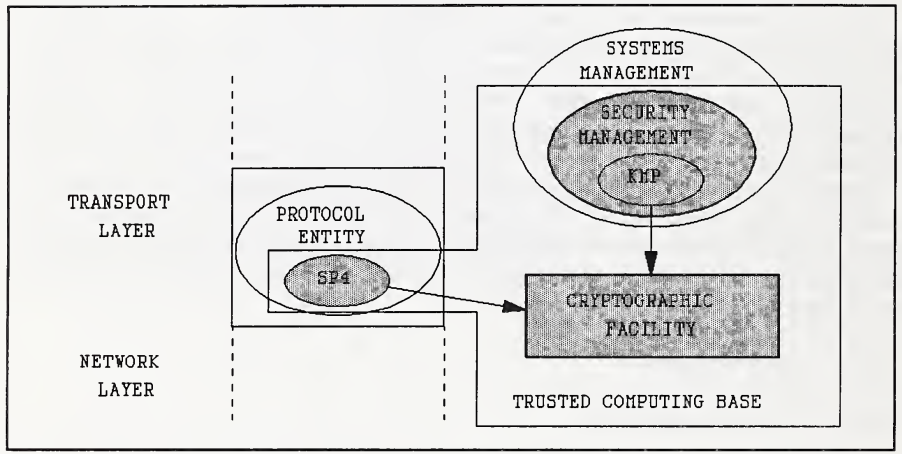 SYSTEMS
MANAGEMENT
SECURITY
MANAGEMENT
KMP
TRANSPORT
LAYER
PROTOCOL
ENTITY
SP4
CRYPTOGRAPHIC
FACILITY
NETWORK
LAYER
TRUSTED COMPUTING BASE